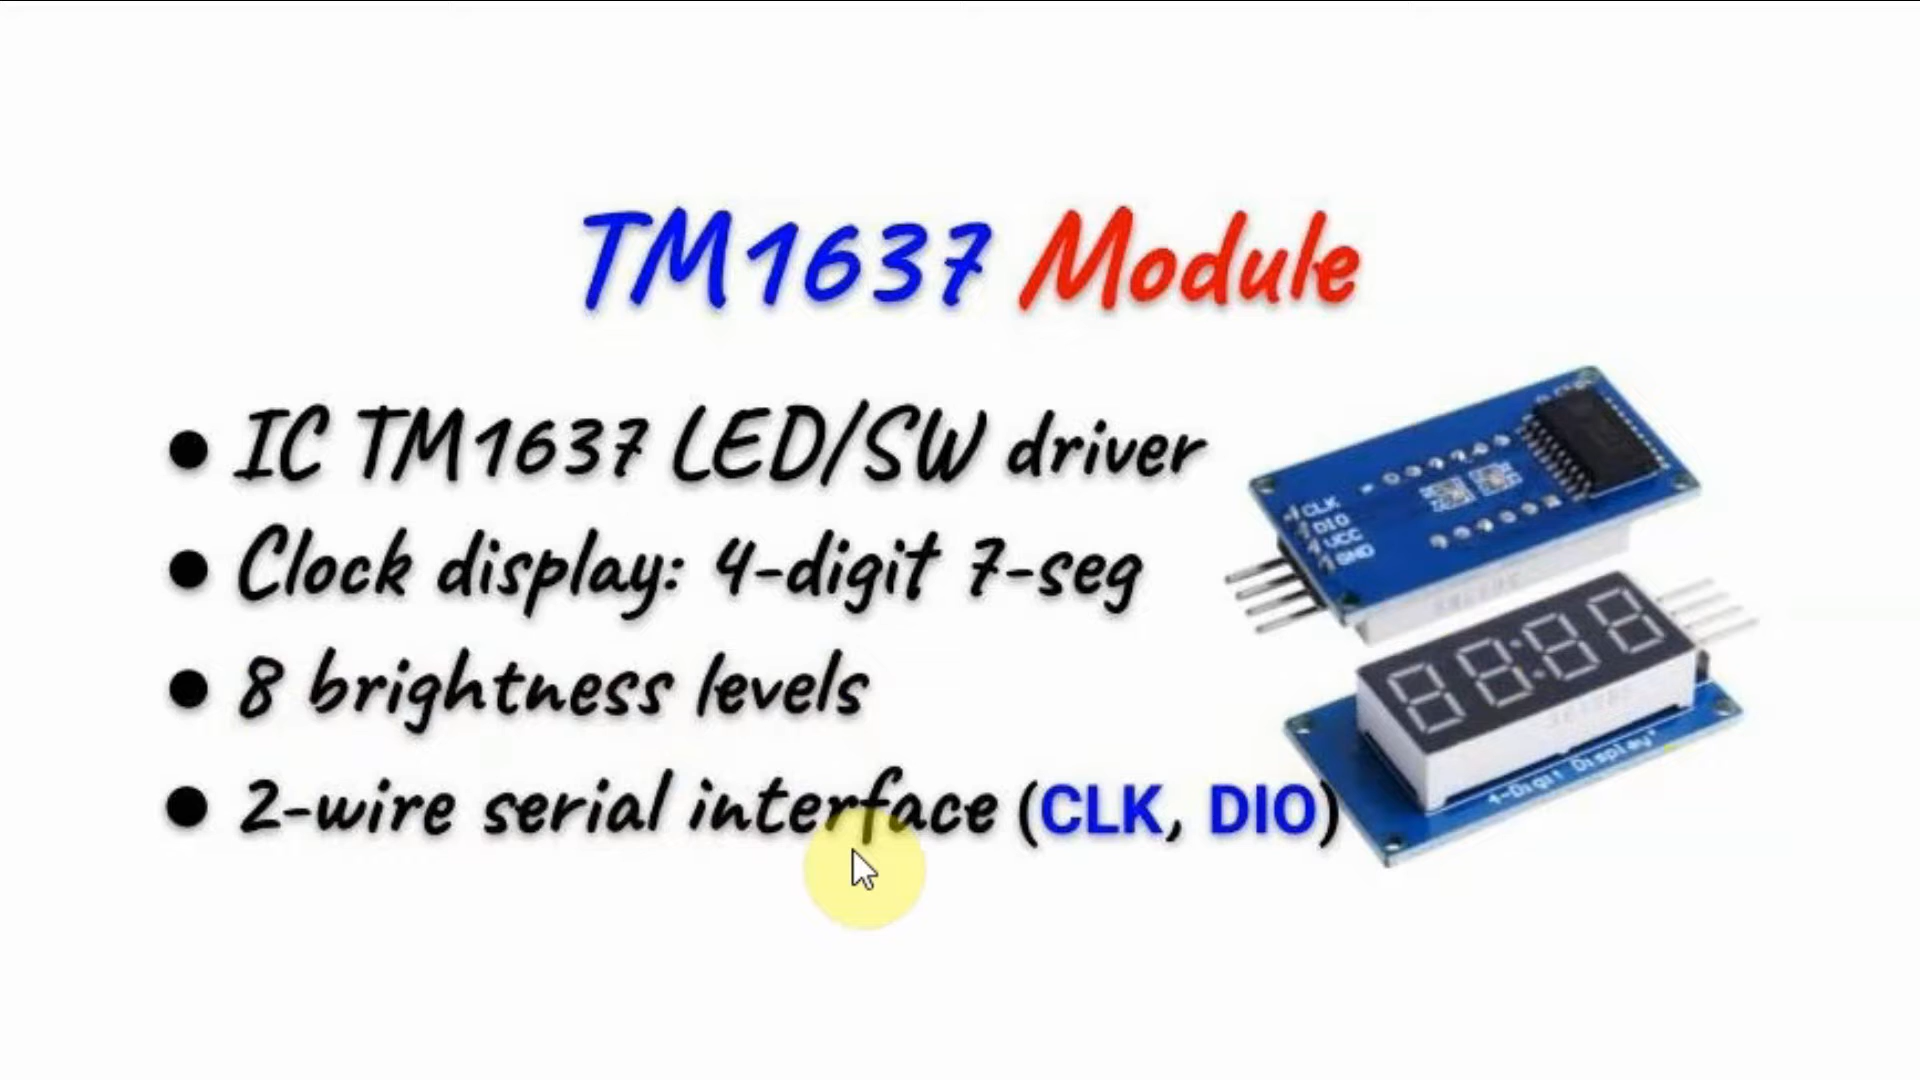 TM1637 Module
● IC TM1637 LED/SW driver
● Clock display: 4-digit 7-seg
● 8 brightness levels
● 2-wire serial interface (CLK, DIO)
CLK
DIO
VCC
GND
4-Digit Display